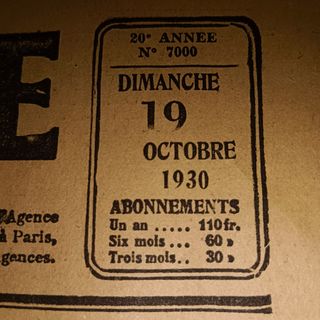 E
20ᵉ ANNEE
Nº 7000
DIMANCHE
19
OCTOBRE
1930
ABONNEMENTS
Un an ..... 110 fr.
Six mois ... 60 »
Trois mois .. 30 »
Agence
à Paris,
gences.